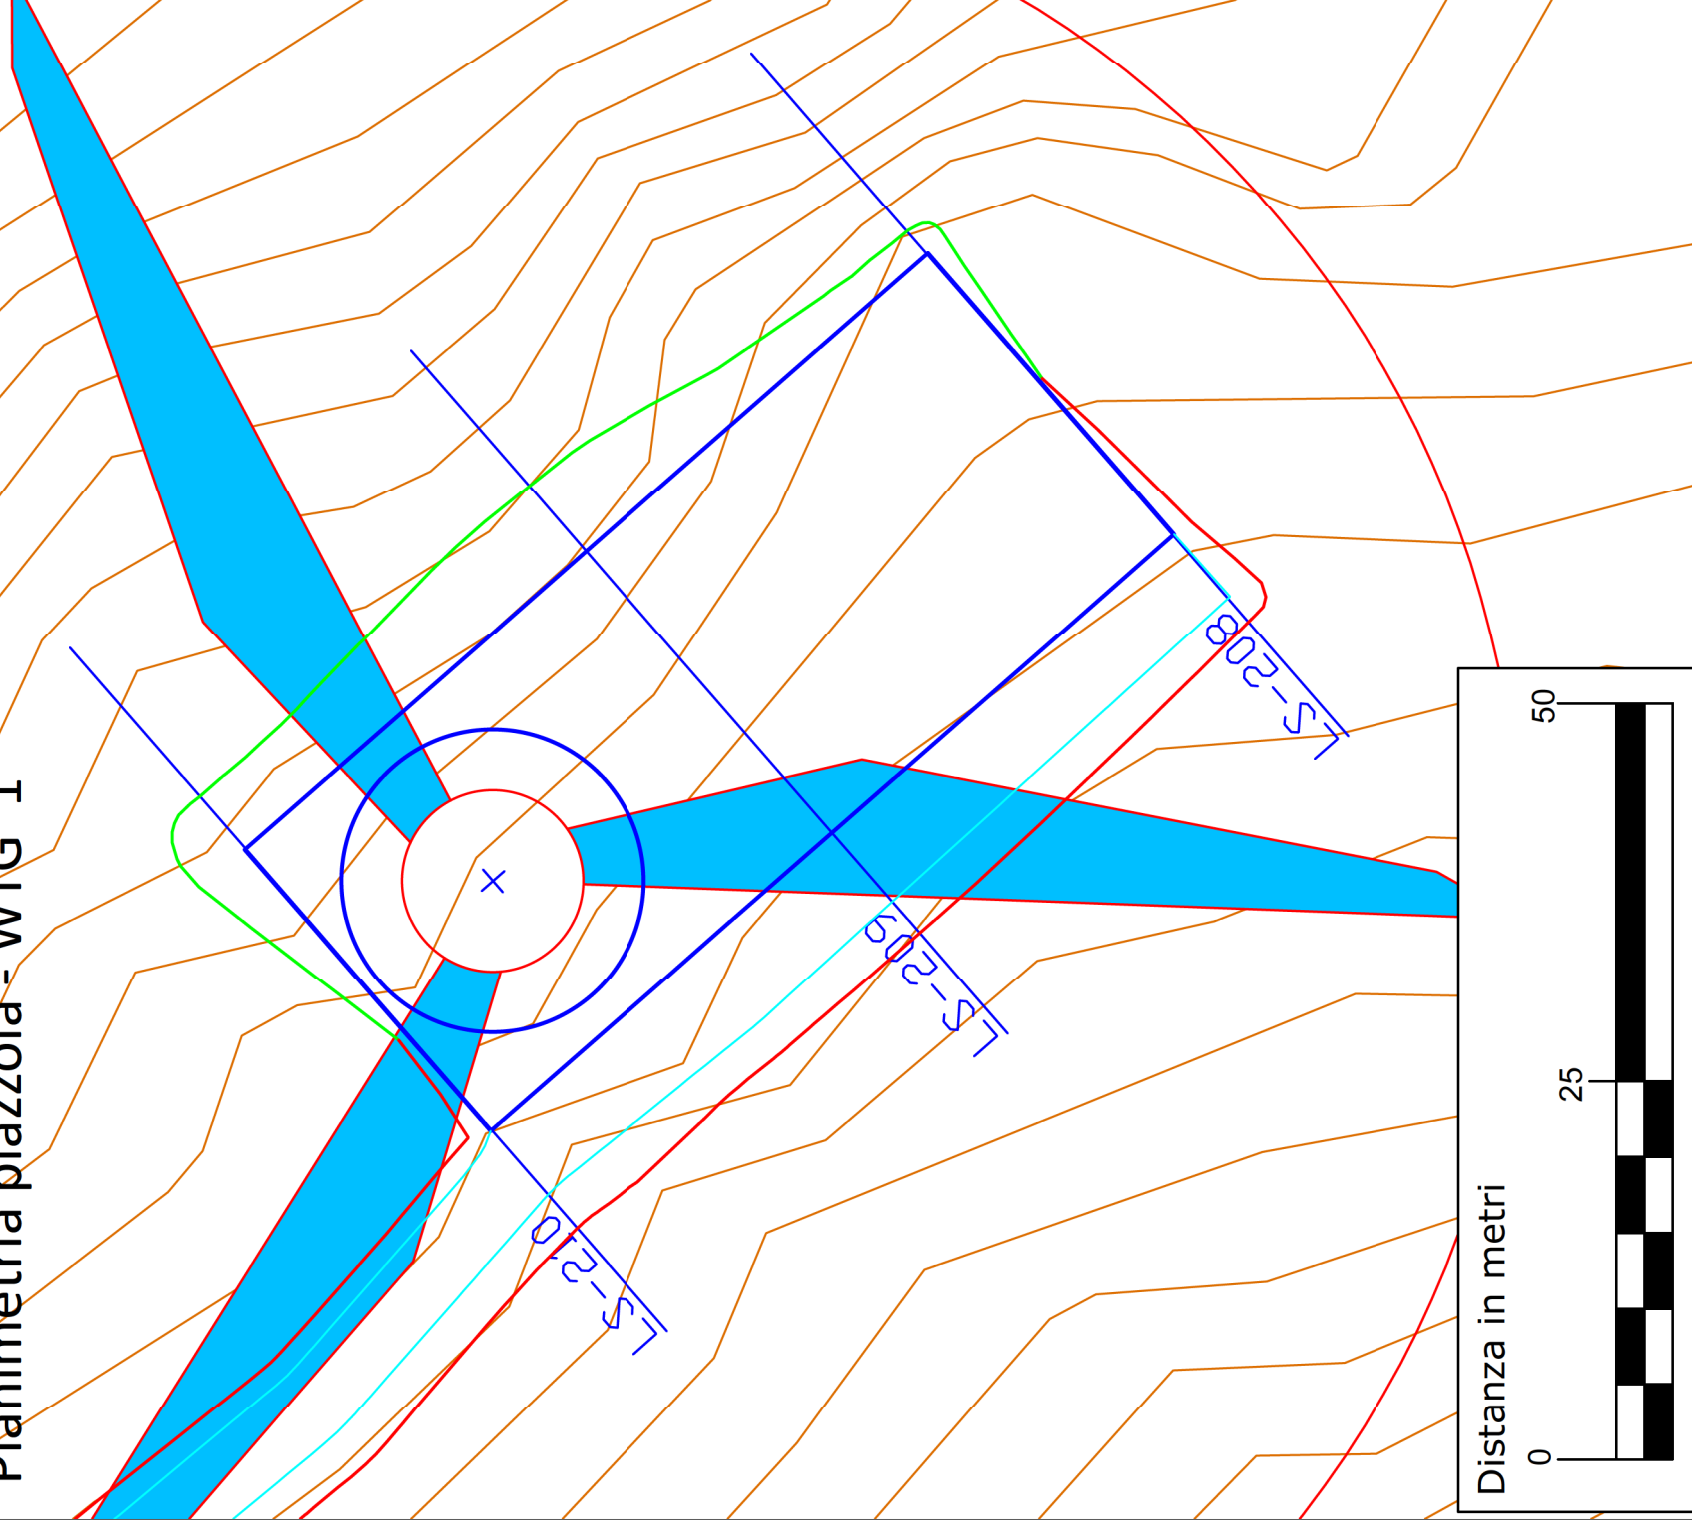 Planimetria piazzola - WTG 1
LS-208
LS-209
LS-210
Distanza in metri
0
25
50